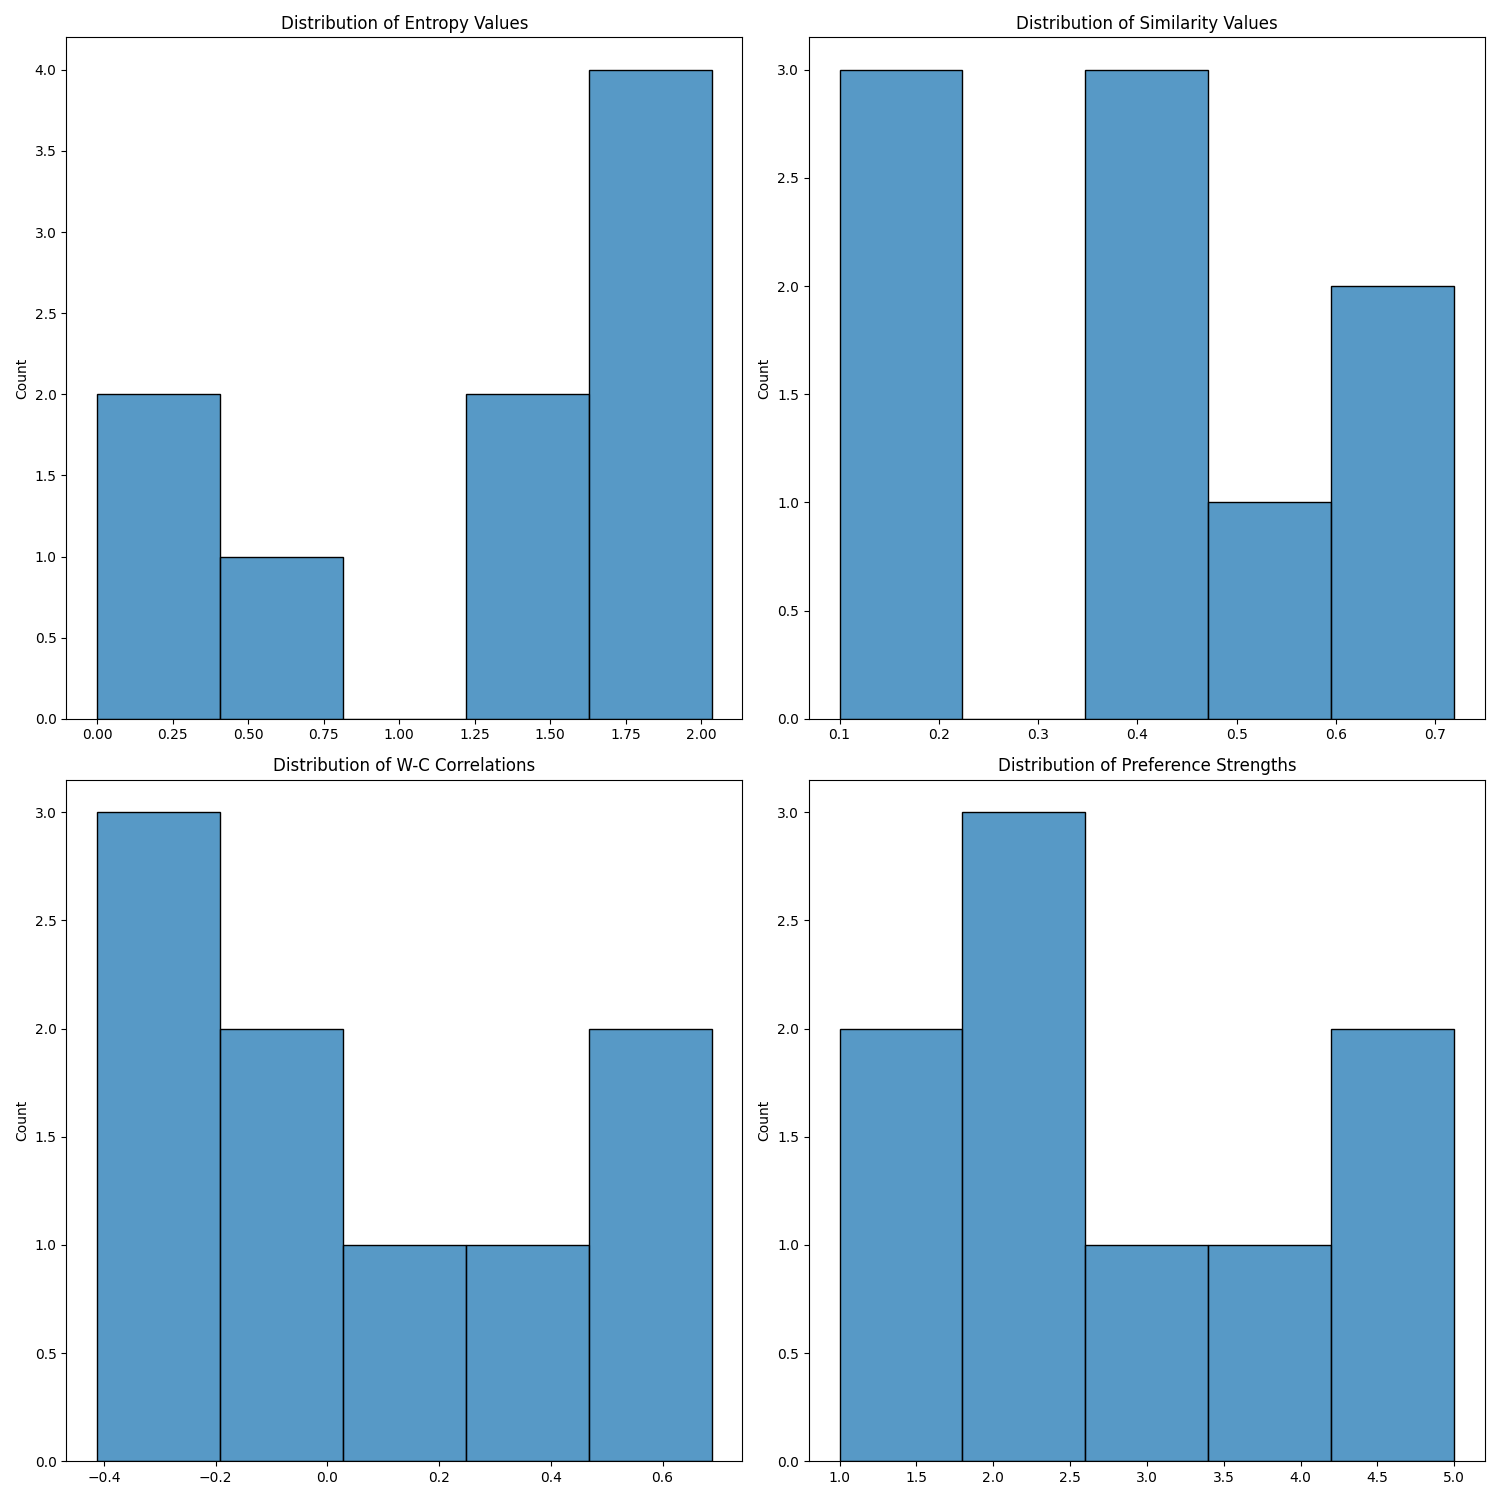 Distribution of Entropy Values
Count
4.0
3.5
3.0
2.5
2.0
1.5
1.0
0.5
0.0
0.00 0.25 0.50 0.75 1.00 1.25 1.50 1.75 2.00
Distribution of Similarity Values
Count
3.0
2.5
2.0
1.5
1.0
0.5
0.0
0.1 0.2 0.3 0.4 0.5 0.6 0.7
Distribution of W-C Correlations
Count
3.0
2.5
2.0
1.5
1.0
0.5
0.0
−0.4 −0.2 0.0 0.2 0.4 0.6
Distribution of Preference Strengths
Count
3.0
2.5
2.0
1.5
1.0
0.5
0.0
1.0 1.5 2.0 2.5 3.0 3.5 4.0 4.5 5.0